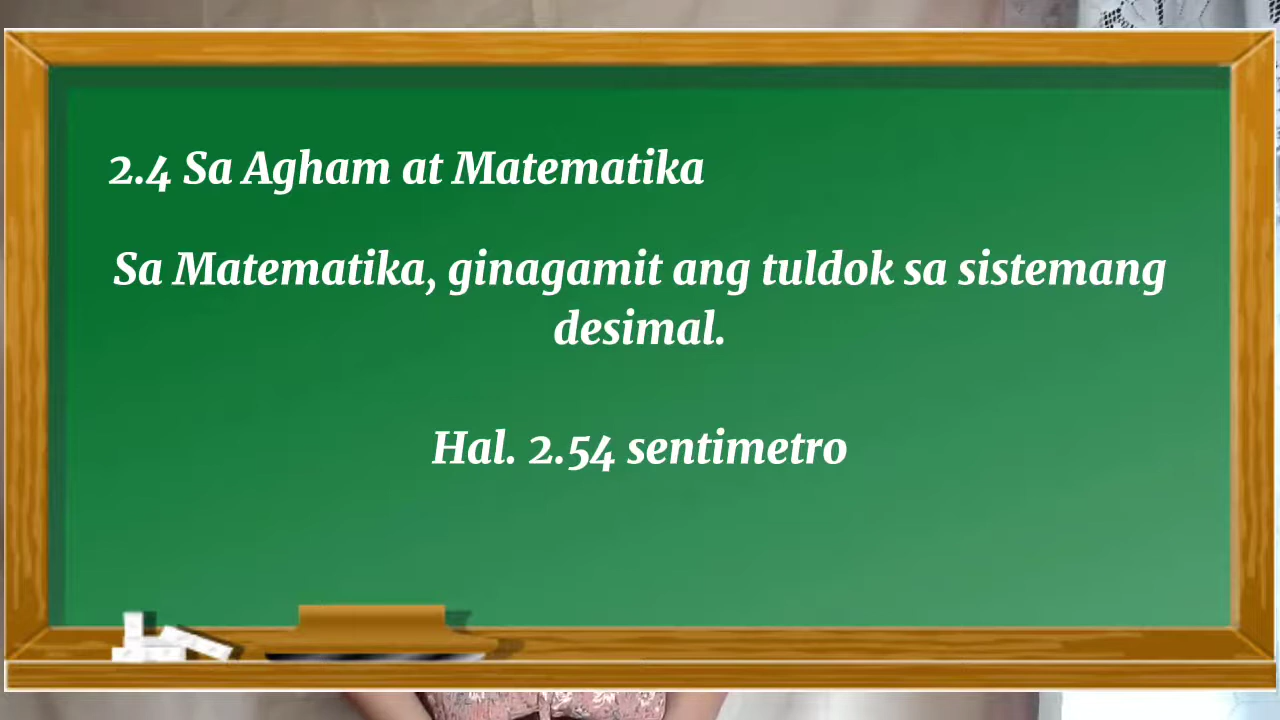 2.4 Sa Agham at Matematika
Sa Matematika, ginagamit ang tuldok sa sistemang
desimal.
Hal. 2.54 sentimetro